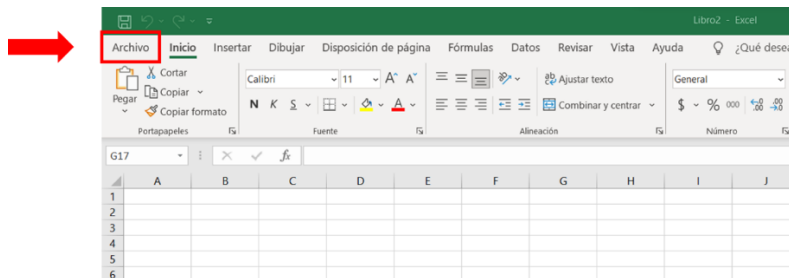 Libro2 - Excel
Archivo Inicio Insertar Dibujar Disposición de página Fórmulas Datos Revisar Vista Ayuda ¿Qué desea
Cortar
Copiar
Copiar formato
Pegar
Calibri 11
N K S
Ajustar texto
Combinar y centrar
General
$ % 000
Portapapeles Fuente Alineación Número
G17 fx
A B C D E F G H I J
1
2
3
4
5
6